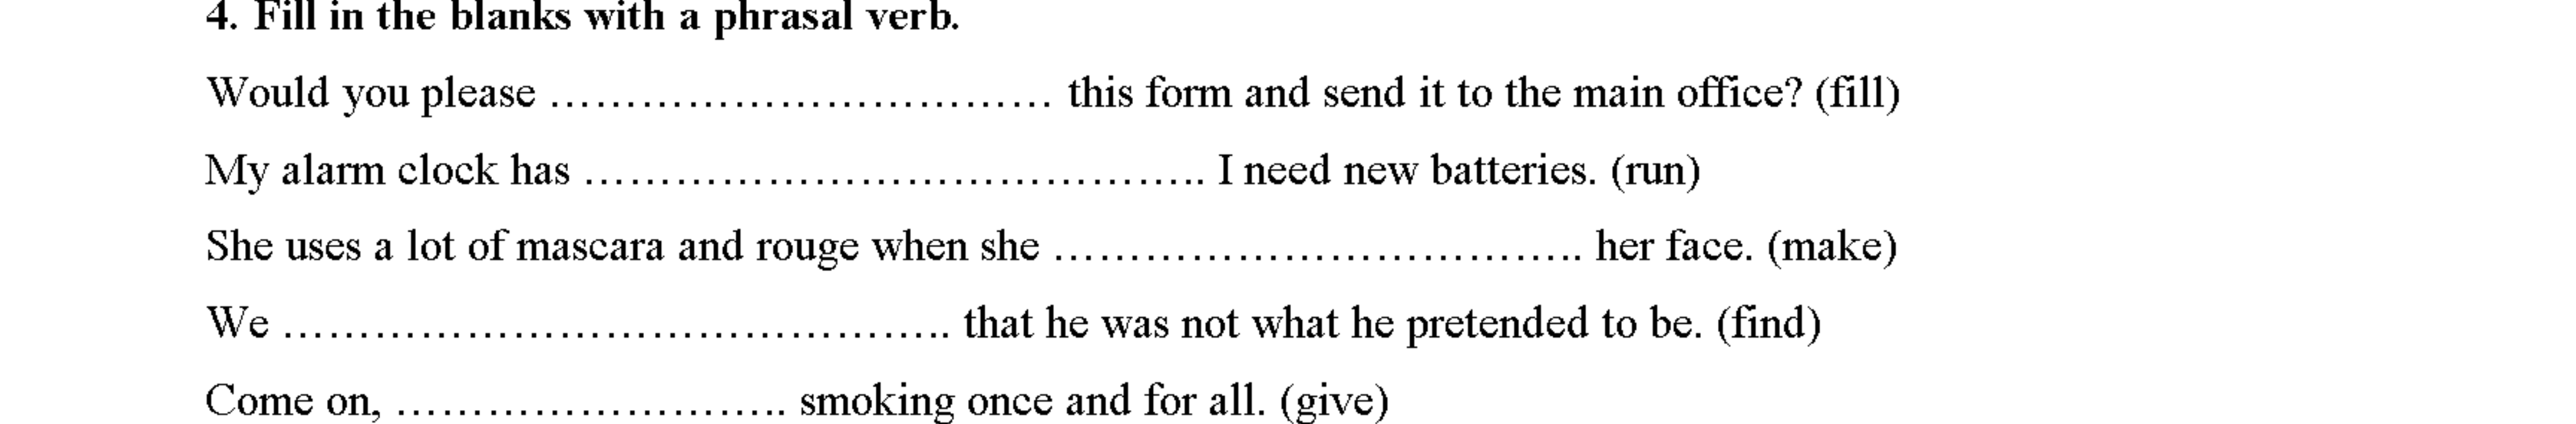 4. Fill in the blanks with a phrasal verb.
Would you please …………………………… this form and send it to the main office? (fill)
My alarm clock has ………………………………….. I need new batteries. (run)
She uses a lot of mascara and rouge when she ……………………………. her face. (make)
We ……………………………………. that he was not what he pretended to be. (find)
Come on, ……………………. smoking once and for all. (give)